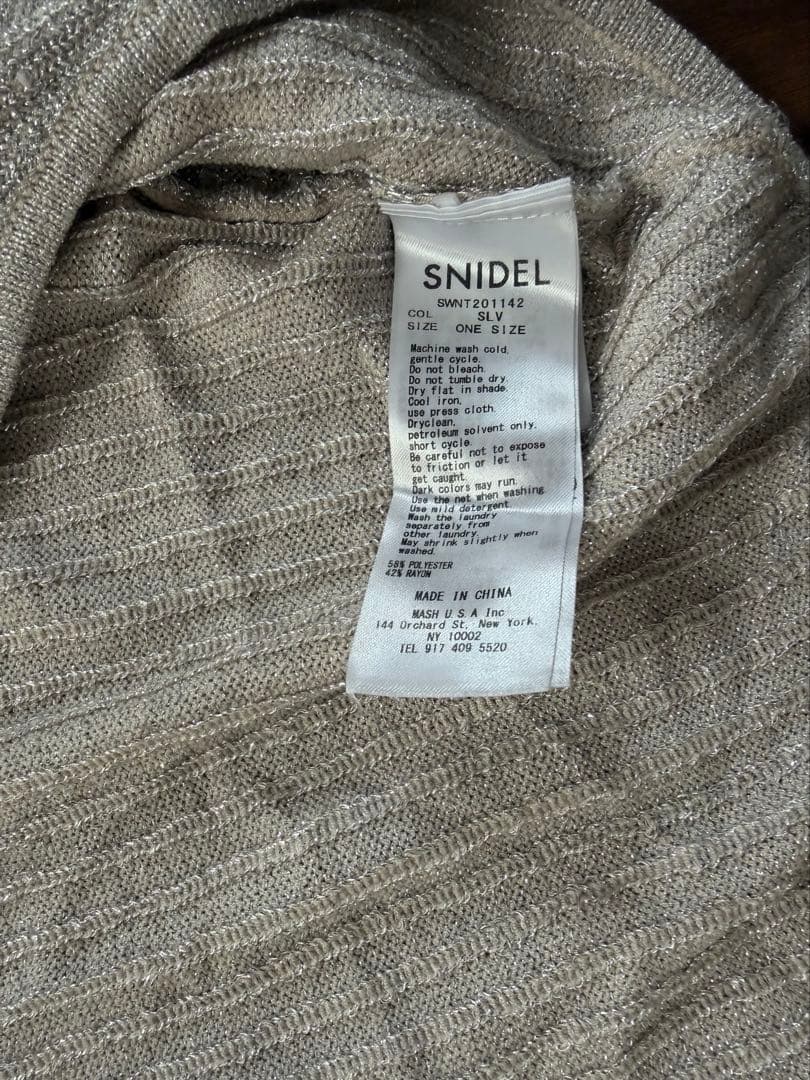 SNIDEL
SWNT201142
COL SLV
SIZE ONE SIZE
Machine wash cold,
gentle cycle.
Do not bleach.
Do not tumble dry.
Dry flat in shade.
Cool iron,
use press cloth.
Dryclean,
petroleum solvent only,
short cycle.
Be careful not to expose
to friction or let it
get caught.
Dark colors may run.
Use the net when washing.
Use mild detergent.
Wash the laundry
separately from
other laundry.
May shrink slightly when
washed.
58% POLYESTER
42% RAYON
MADE IN CHINA
MASH U.S.A Inc
144 Orchard St, New York,
NY 10002
TEL 917 409 5520